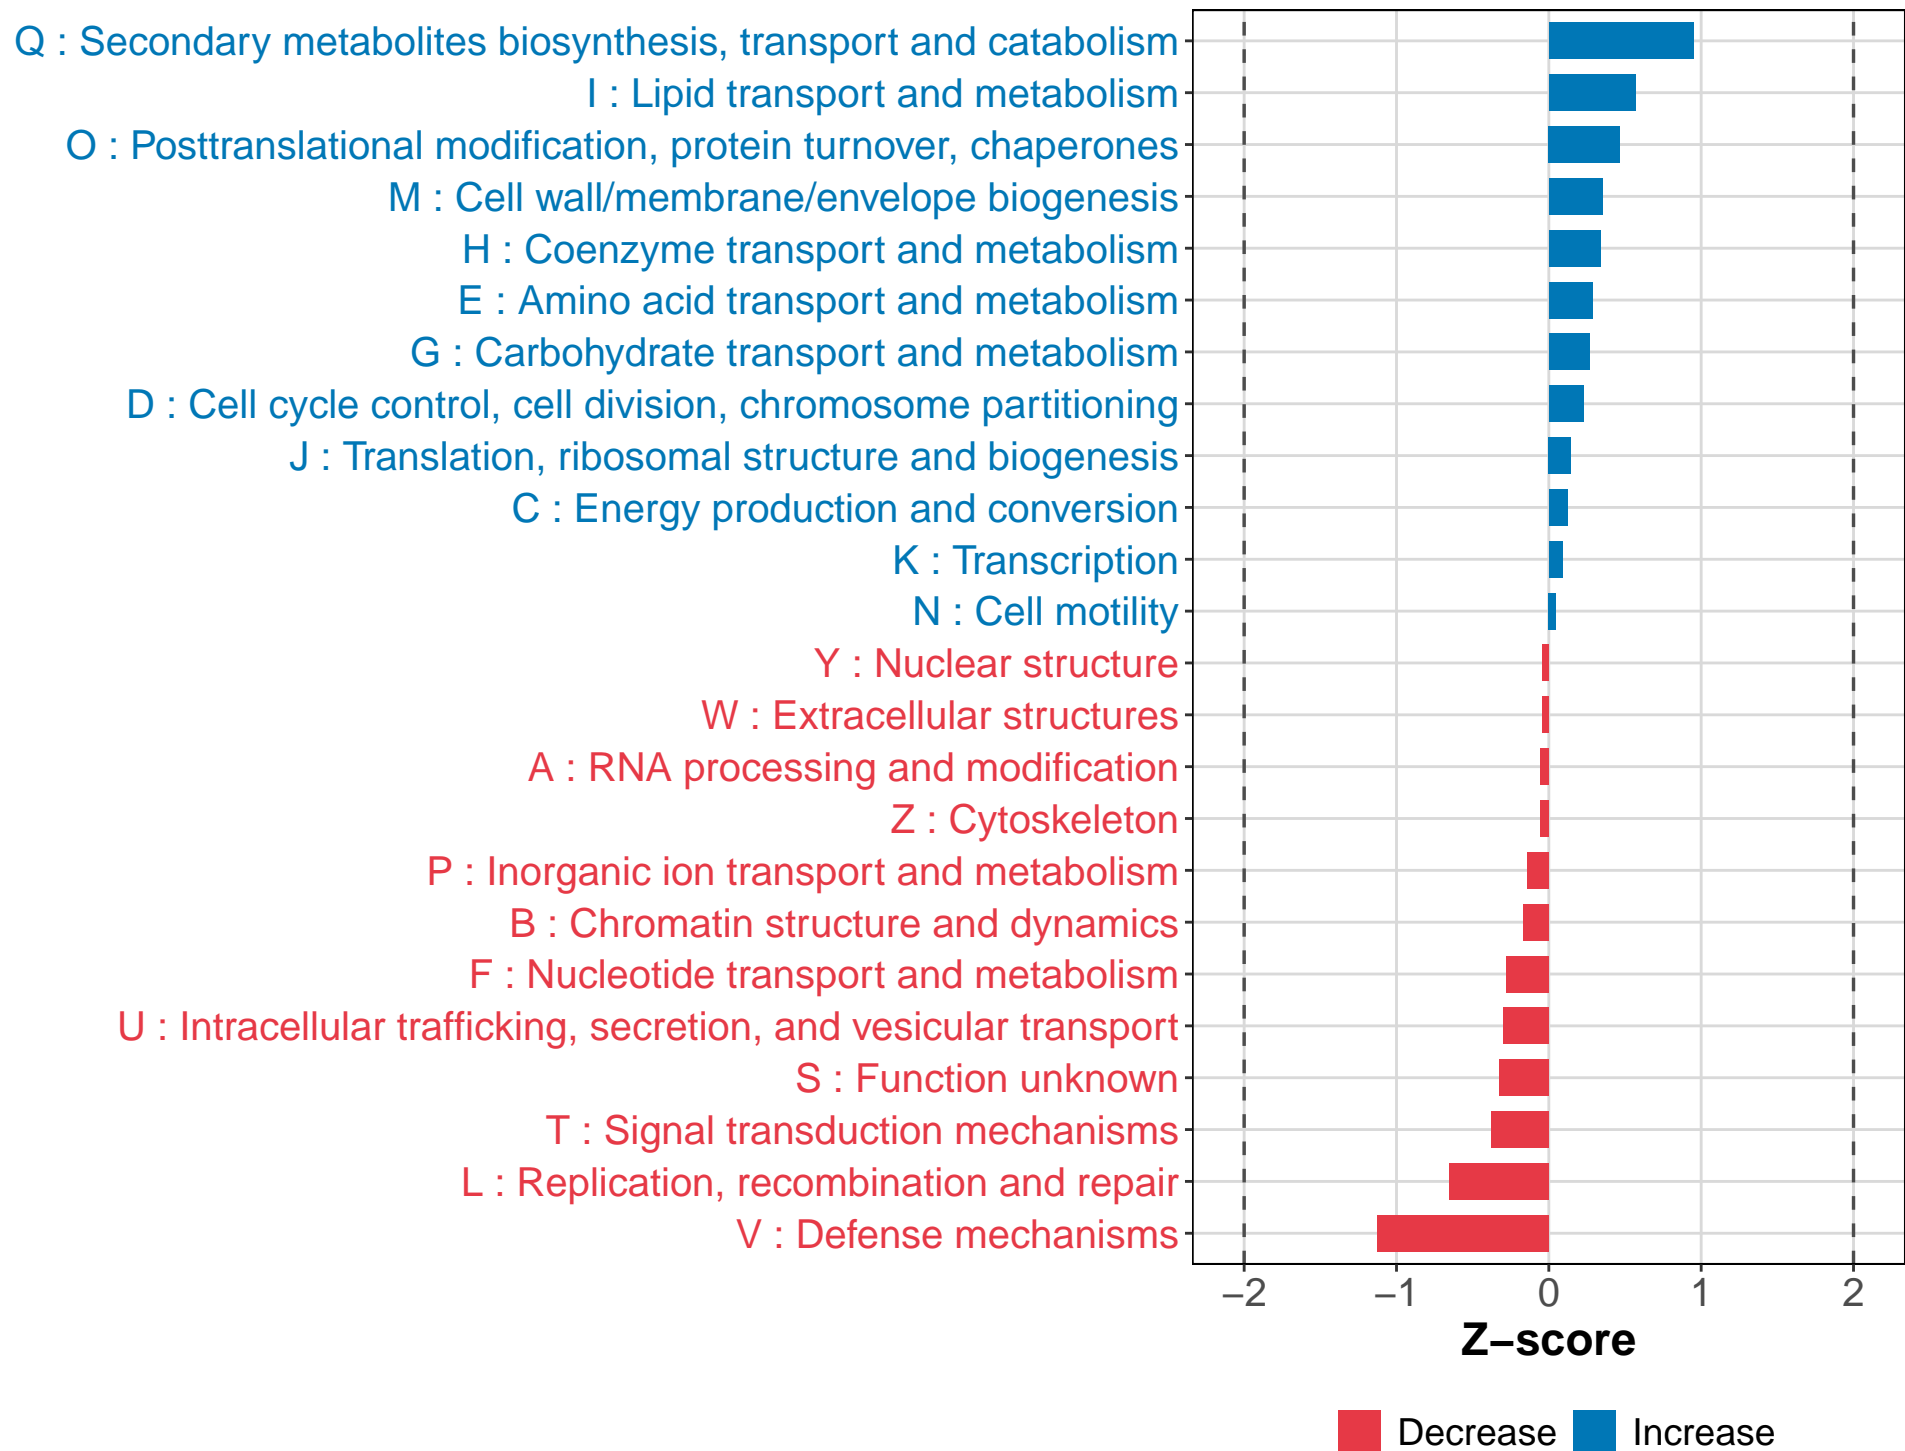 Q : Secondary metabolites biosynthesis, transport and catabolism
I : Lipid transport and metabolism
O : Posttranslational modification, protein turnover, chaperones
M : Cell wall/membrane/envelope biogenesis
H : Coenzyme transport and metabolism
E : Amino acid transport and metabolism
G : Carbohydrate transport and metabolism
D : Cell cycle control, cell division, chromosome partitioning
J : Translation, ribosomal structure and biogenesis
C : Energy production and conversion
K : Transcription
N : Cell motility
Y : Nuclear structure
W : Extracellular structures
A : RNA processing and modification
Z : Cytoskeleton
P : Inorganic ion transport and metabolism
B : Chromatin structure and dynamics
F : Nucleotide transport and metabolism
U : Intracellular trafficking, secretion, and vesicular transport
S : Function unknown
T : Signal transduction mechanisms
L : Replication, recombination and repair
V : Defense mechanisms
−2 −1 0 1 2
Z−score
Decrease Increase